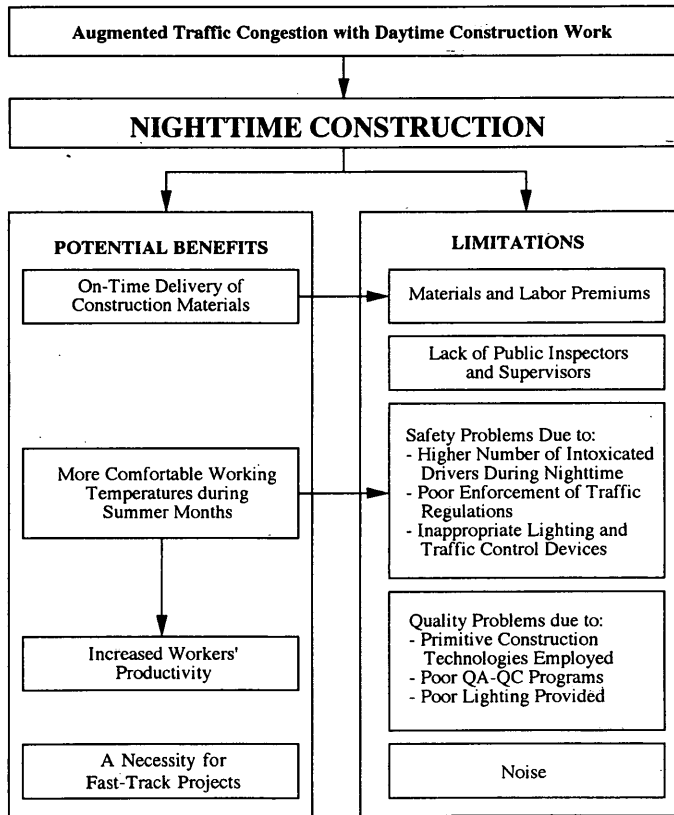 Augmented Traffic Congestion with Daytime Construction Work
NIGHTTIME CONSTRUCTION
POTENTIAL BENEFITS
On-Time Delivery of
Construction Materials
More Comfortable Working
Temperatures during
Summer Months
Increased Workers'
Productivity
A Necessity for
Fast-Track Projects
LIMITATIONS
Materials and Labor Premiums
Lack of Public Inspectors
and Supervisors
Safety Problems Due to:
- Higher Number of Intoxicated
Drivers During Nighttime
- Poor Enforcement of Traffic
Regulations
- Inappropriate Lighting and
Traffic Control Devices
Quality Problems due to:
- Primitive Construction
Technologies Employed
- Poor QA-QC Programs
- Poor Lighting Provided
Noise